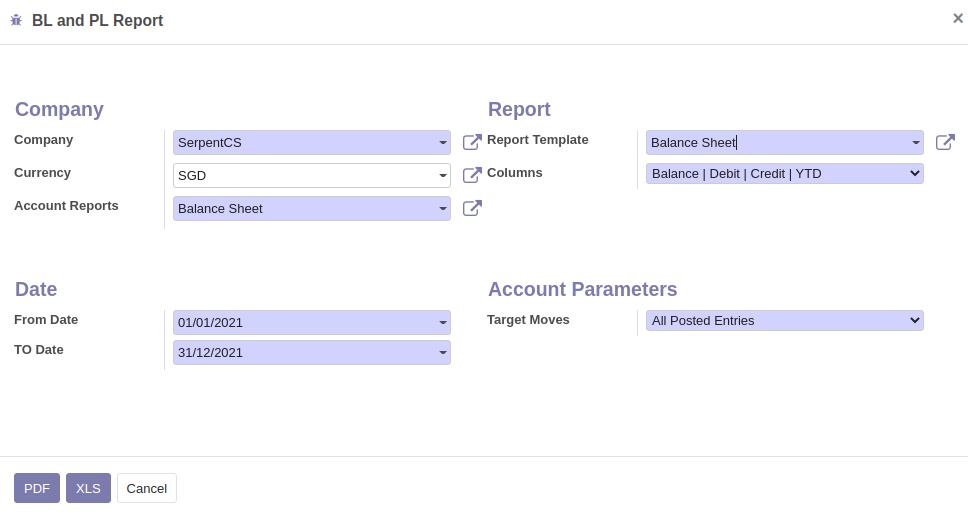 BL and PL Report
×
Company
Company
SerpentCS
Currency
SGD
Account Reports
Balance Sheet
Report
Report Template
Balance Sheet
Columns
Balance | Debit | Credit | YTD
Date
From Date
01/01/2021
TO Date
31/12/2021
Account Parameters
Target Moves
All Posted Entries
PDF
XLS
Cancel